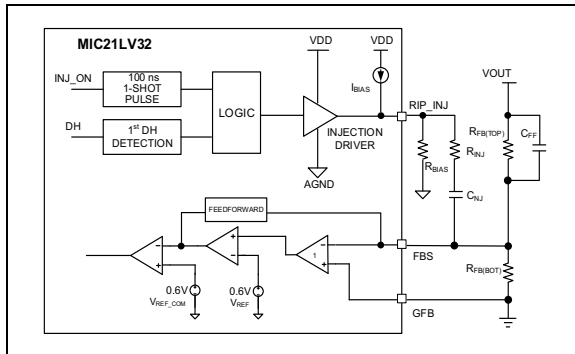 MIC21LV32
VDD
VDD
INJ_ON
100 ns
1-SHOT
PULSE
LOGIC
IBIAS
VOUT
RIP_INJ
DH
1st DH
DETECTION
INJECTION
DRIVER
AGND
RBIAS
RINJ
CNJ
RFB(TOP)
CFF
FEEDFORWARD
1
FBS
0.6V
VREF_COM
0.6V
VREF
RFB(BOT)
GFB